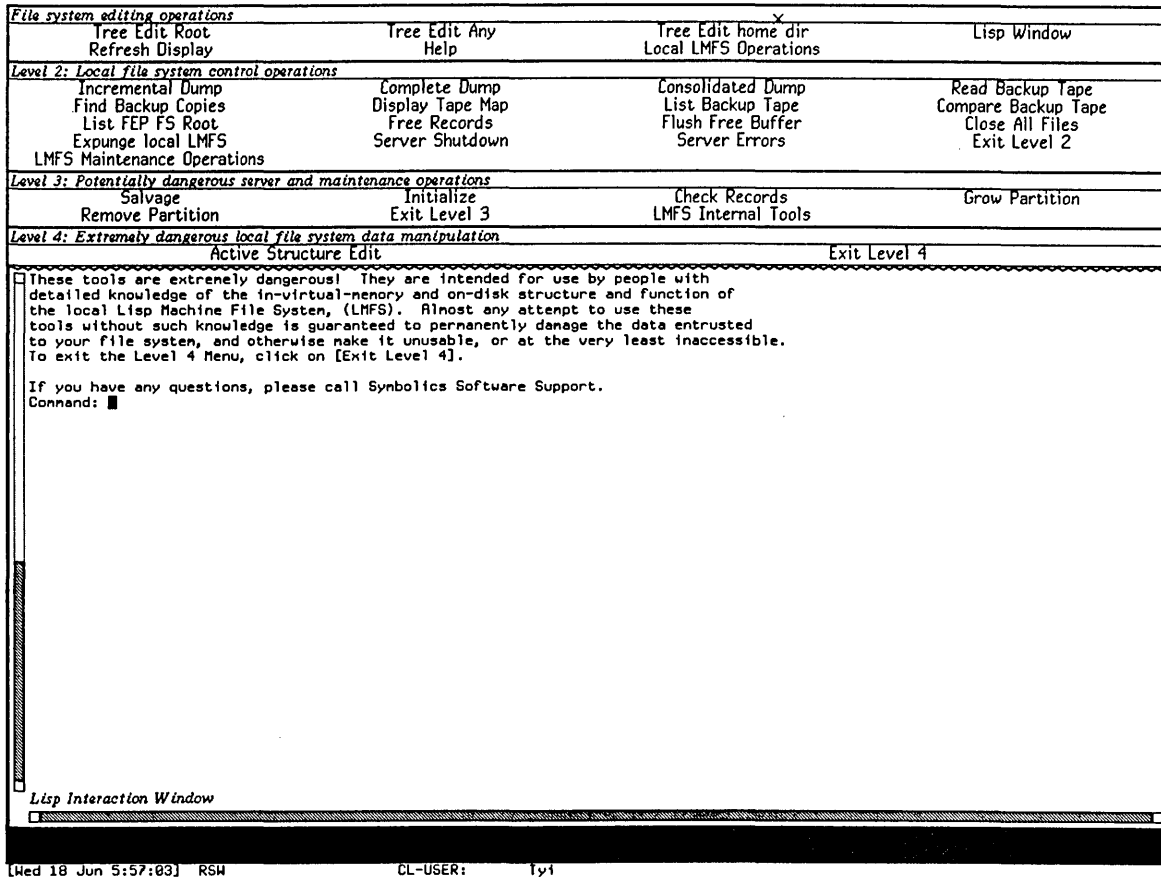 File system editing operations
Tree Edit Root Tree Edit Any Tree Edit home dir Lisp Window
Refresh Display Help Local LMFS Operations
Level 2: Local file system control operations
Incremental Dump Complete Dump Consolidated Dump Read Backup Tape
Find Backup Copies Display Tape Map List Backup Tape Compare Backup Tape
List FEP FS Root Free Records Flush Free Buffer Close All Files
Expunge local LMFS Server Shutdown Server Errors Exit Level 2
LMFS Maintenance Operations
Level 3: Potentially dangerous server and maintenance operations
Salvage Initialize Check Records Grow Partition
Remove Partition Exit Level 3 LMFS Internal Tools
Level 4: Extremely dangerous local file system data manipulation
Active Structure Edit Exit Level 4
These tools are extremely dangerous! They are intended for use by people with
detailed knowledge of the in-virtual-memory and on-disk structure and function of
the local Lisp Machine File System, (LMFS). Almost any attempt to use these
tools without such knowledge is guaranteed to permanently damage the data entrusted
to your file system, and otherwise make it unusable, or at the very least inaccessible.
To exit the Level 4 Menu, click on [Exit Level 4].
If you have any questions, please call Symbolics Software Support.
Command:
Lisp Interaction Window
[Wed 18 Jun 5:57:03] RSW CL-USER: Tyi